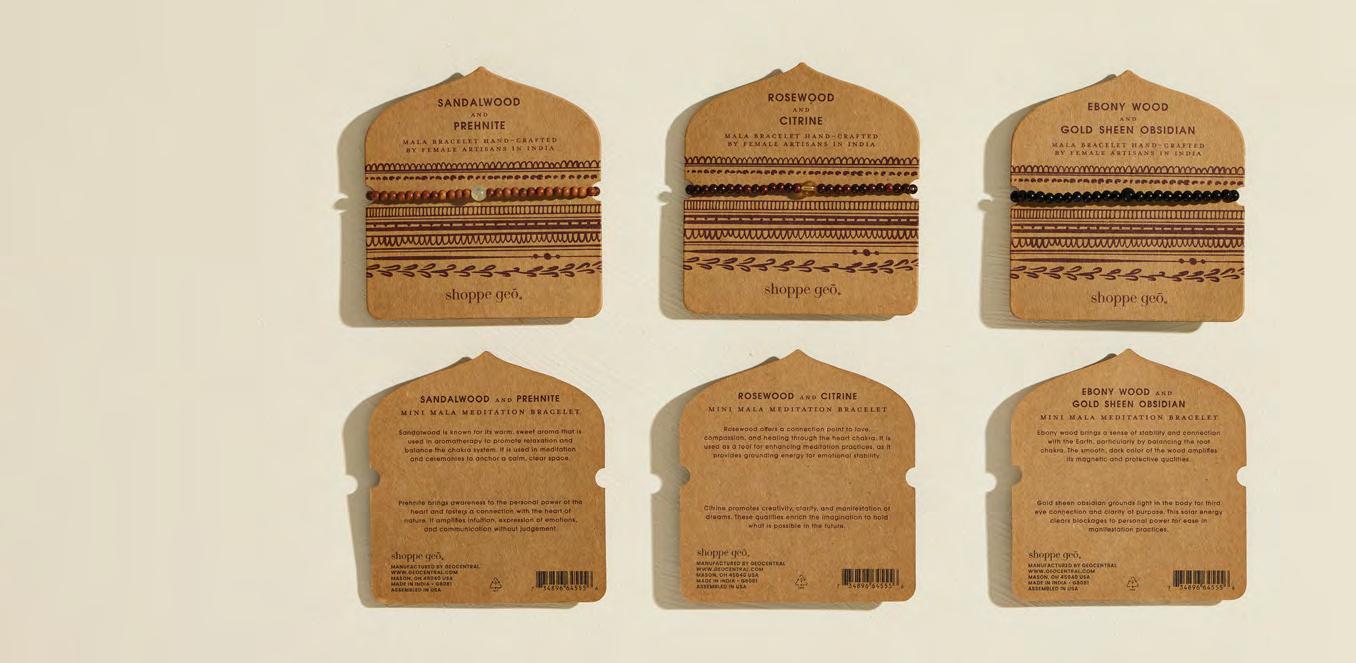 SANDALWOOD
AND
PREHNITE
MALA BRACELET HAND-CRAFTED
BY FEMALE ARTISANS IN INDIA
shoppe geō.
ROSEWOOD
AND
CITRINE
MALA BRACELET HAND-CRAFTED
BY FEMALE ARTISANS IN INDIA
shoppe geō.
EBONY WOOD
AND
GOLD SHEEN OBSIDIAN
MALA BRACELET HAND-CRAFTED
BY FEMALE ARTISANS IN INDIA
shoppe geō.
SANDALWOOD AND PREHNITE
MINI MALA MEDITATION BRACELET
Sandalwood is known for its warm, sweet aroma that is
used in aromatherapy to promote relaxation and
balance the chakra system. It is used in meditation
and ceremonies to anchor a calm, clear space.
Prehnite brings awareness to the personal power of the
heart and fosters a connection with the heart of
nature. It amplifies intuition, expression of emotions,
and communication without judgement.
shoppe geō.
MANUFACTURED BY GEOCENTRAL
WWW.GEOCENTRAL.COM
MASON, OH 45040 USA
MADE IN INDIA • G8081
ASSEMBLED IN USA
7 34896 64555 6
ROSEWOOD AND CITRINE
MINI MALA MEDITATION BRACELET
Rosewood offers a connection point to love,
compassion, and healing through the heart chakra. It is
used as a tool for enhancing meditation practices, as it
provides grounding energy for emotional stability.
Citrine promotes creativity, clarity, and manifestation of
dreams. These qualities enrich the imagination to hold
what is possible in the future.
shoppe geō.
MANUFACTURED BY GEOCENTRAL
WWW.GEOCENTRAL.COM
MASON, OH 45040 USA
MADE IN INDIA • G8081
ASSEMBLED IN USA
7 34896 64555 6
EBONY WOOD AND
GOLD SHEEN OBSIDIAN
MINI MALA MEDITATION BRACELET
Ebony wood brings a sense of stability and connection
with the Earth, particularly by balancing the root
chakra. The smooth, dark color of the wood amplifies
its magnetic and protective qualities.
Gold sheen obsidian grounds light in the body for third
eye connection and clarity of purpose. This solar energy
clears blockages to personal power for ease in
manifestation practices.
shoppe geō.
MANUFACTURED BY GEOCENTRAL
WWW.GEOCENTRAL.COM
MASON, OH 45040 USA
MADE IN INDIA • G8081
ASSEMBLED IN USA
7 34896 64555 6